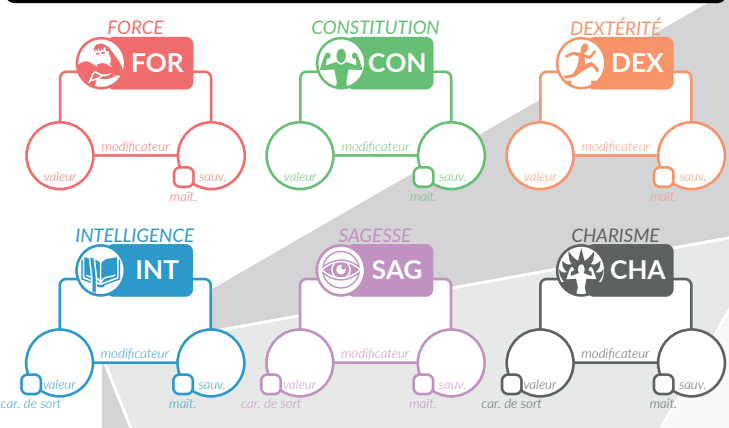 FORCE
FOR
modificateur
valeur
sauv.
maît.
CONSTITUTION
CON
modificateur
valeur
sauv.
maît.
DEXTÉRITÉ
DEX
modificateur
valeur
sauv.
maît.
INTELLIGENCE
INT
modificateur
valeur
sauv.
car. de sort
maît.
SAGESSE
SAG
modificateur
valeur
sauv.
car. de sort
maît.
CHARISME
CHA
modificateur
valeur
sauv.
car. de sort
maît.